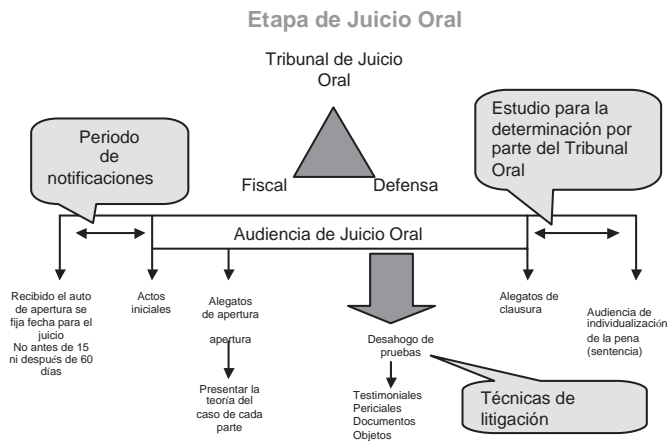 Etapa de Juicio Oral
Tribunal de Juicio
Oral
Periodo
de
notificaciones
Estudio para la
determinación por
parte del Tribunal
Oral
Fiscal
Defensa
Audiencia de Juicio Oral
Recibido el auto
de apertura se
fija fecha para el
juicio
No antes de 15
ni después de 60
días
Actos
iniciales
Alegatos
de apertura
apertura
Presentar la
teoría del
caso de cada
parte
Desahogo de
pruebas
Testimoniales
Periciales
Documentos
Objetos
Técnicas de
litigación
Alegatos de
clausura
Audiencia de
individualización
de la pena
(sentencia)